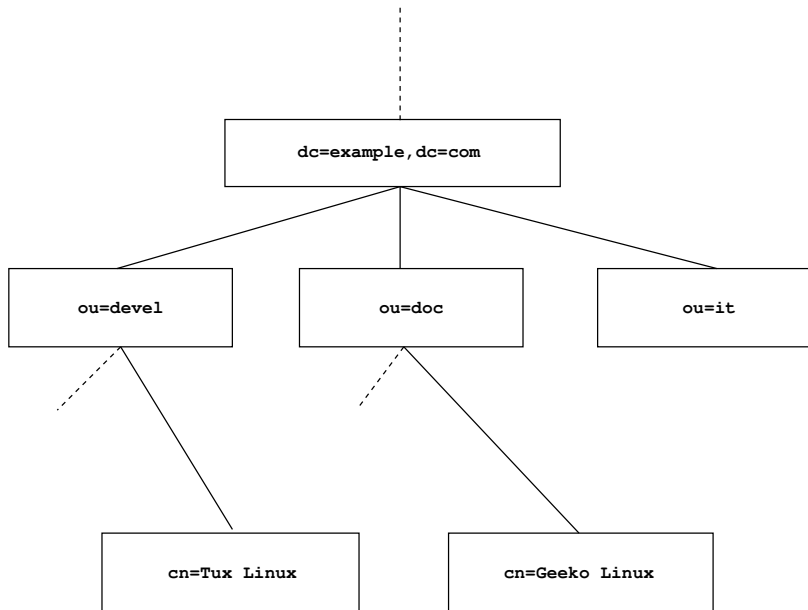 dc=example,dc=com
ou=devel
ou=doc
ou=it
cn=Tux Linux
cn=Geeko Linux